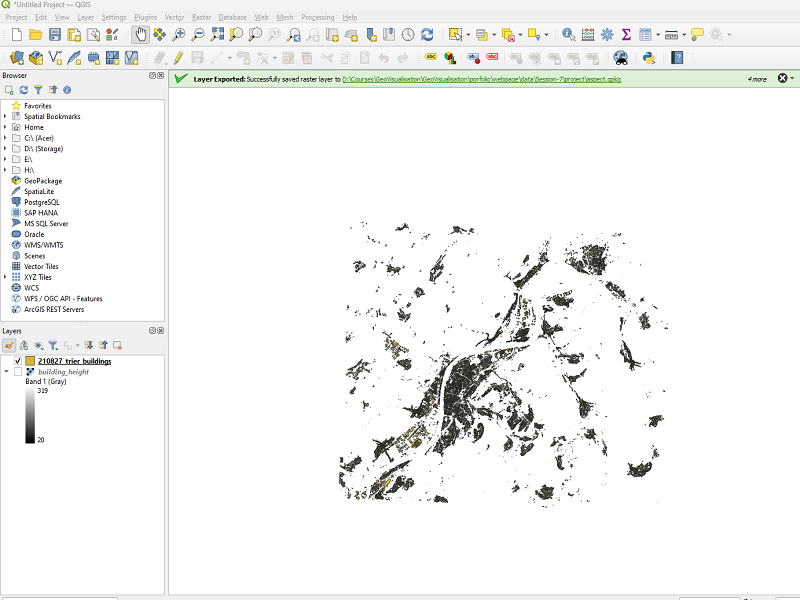 *Untitled Project — QGIS
Project Edit View Layer Settings Plugins Vector Raster Database Web Mesh Processing Help
Browser
Layer Exported: Successfully saved raster layer to D:\Courses\GeoVisualisation\GeoVisualisation\porfolio\webpage\data\Session-7\project\aspect.gpkg 4 more
Favorites
Spatial Bookmarks
Home
C:\ (Acer)
D:\ (Storage)
E:\
H:\
GeoPackage
SpatiaLite
PostgreSQL
SAP HANA
MS SQL Server
Oracle
WMS/WMTS
Scenes
Vector Tiles
XYZ Tiles
WCS
WFS / OGC API - Features
ArcGIS REST Servers
Layers
210827_trier_buildings
building_height
Band 1 (Gray)
319
20